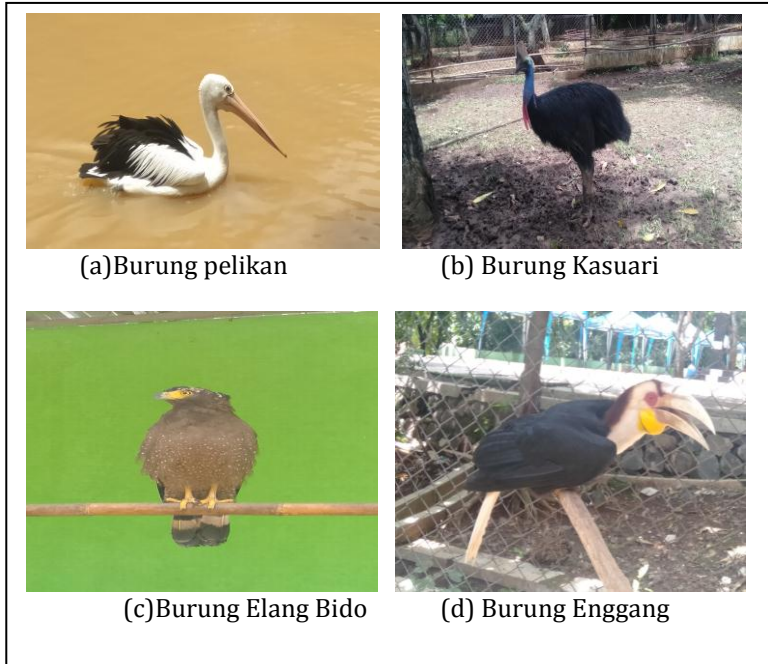 (a)Burung pelikan
(b) Burung Kasuari
(c)Burung Elang Bido
(d) Burung Enggang